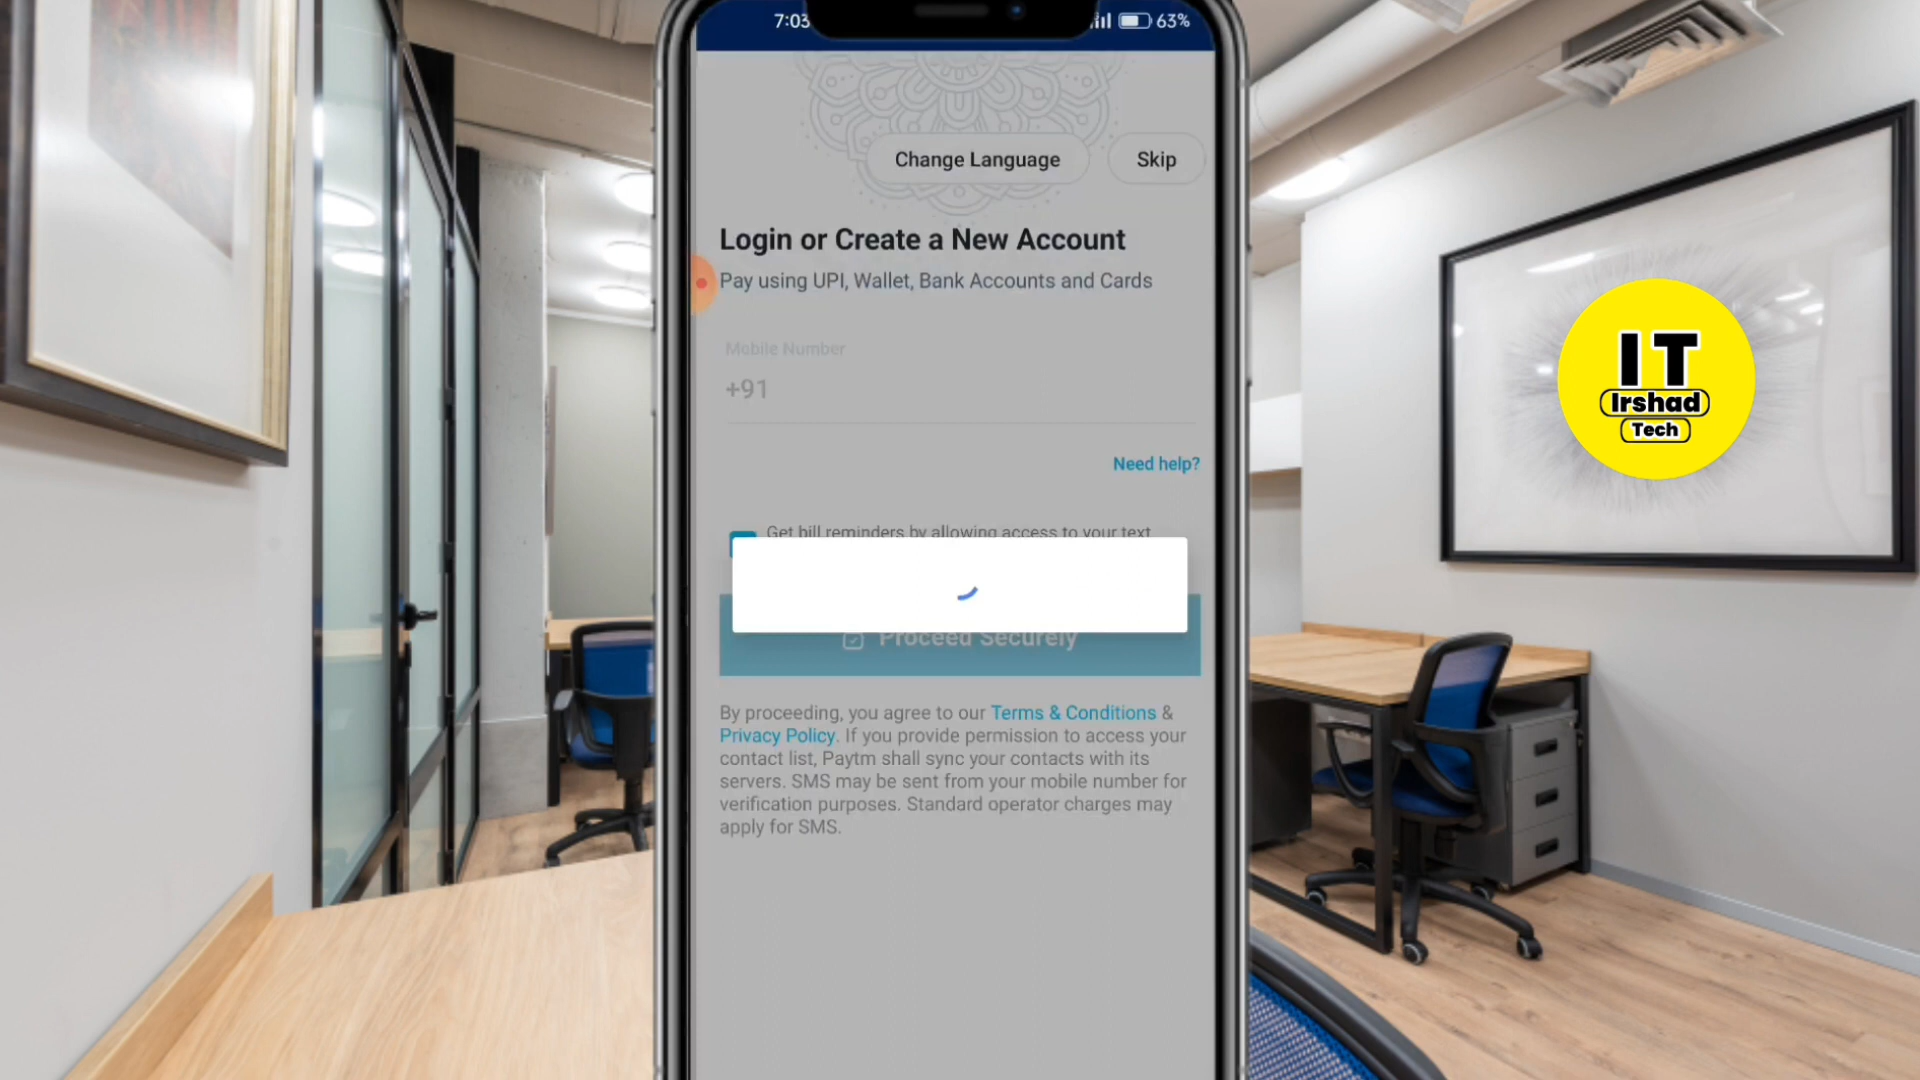 7:03
63%
Change Language
Skip
Login or Create a New Account
Pay using UPI, Wallet, Bank Accounts and Cards
Mobile Number
+91
Need help?
Get bill reminders by allowing access to your text
Proceed Securely
By proceeding, you agree to our Terms & Conditions &
Privacy Policy. If you provide permission to access your
contact list, Paytm shall sync your contacts with its
servers. SMS may be sent from your mobile number for
verification purposes. Standard operator charges may
apply for SMS.
IT
Irshad
Tech